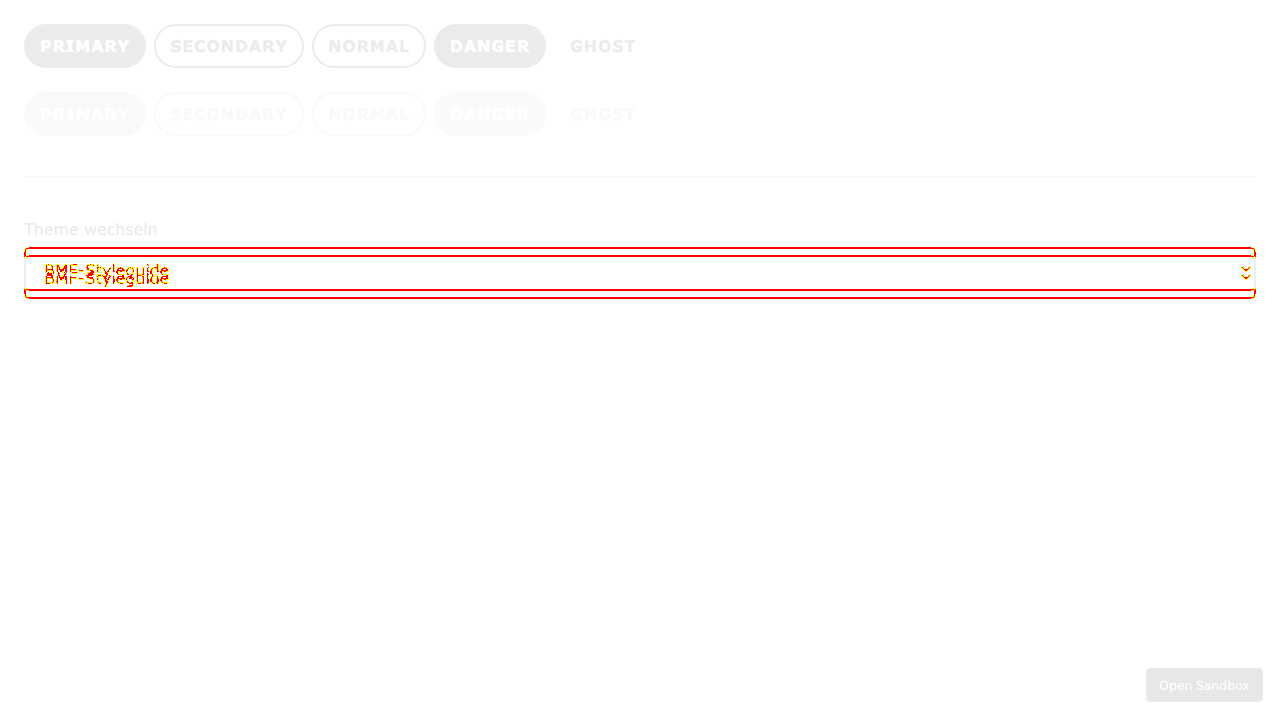 PRIMARY SECONDARY NORMAL DANGER GHOST
PRIMARY SECONDARY NORMAL DANGER GHOST
Theme wechseln
BMF-Styleguide
BMF-Styleguide
Open Sandbox